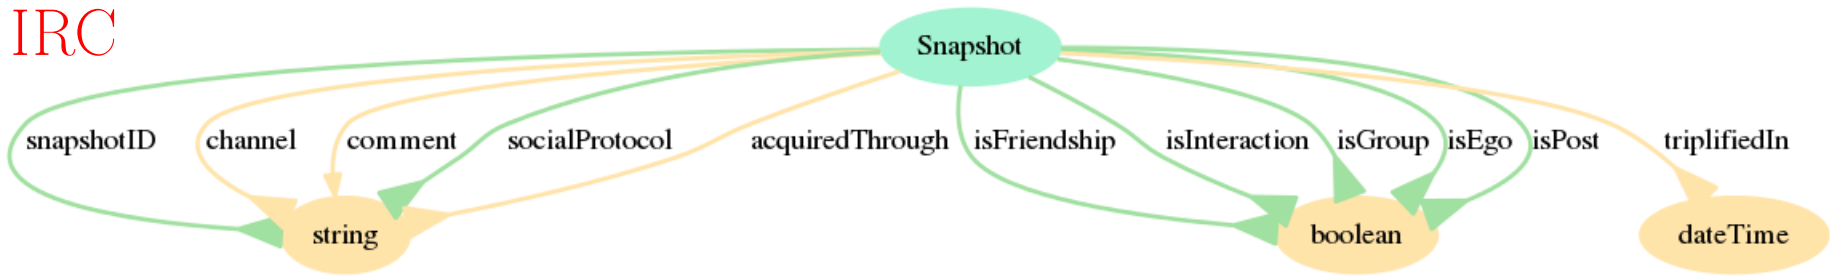 IRC
Snapshot
snapshotID
channel
comment
socialProtocol
acquiredThrough
isFriendship
isInteraction
isGroup
isEgo
isPost
triplifiedIn
string
boolean
dateTime